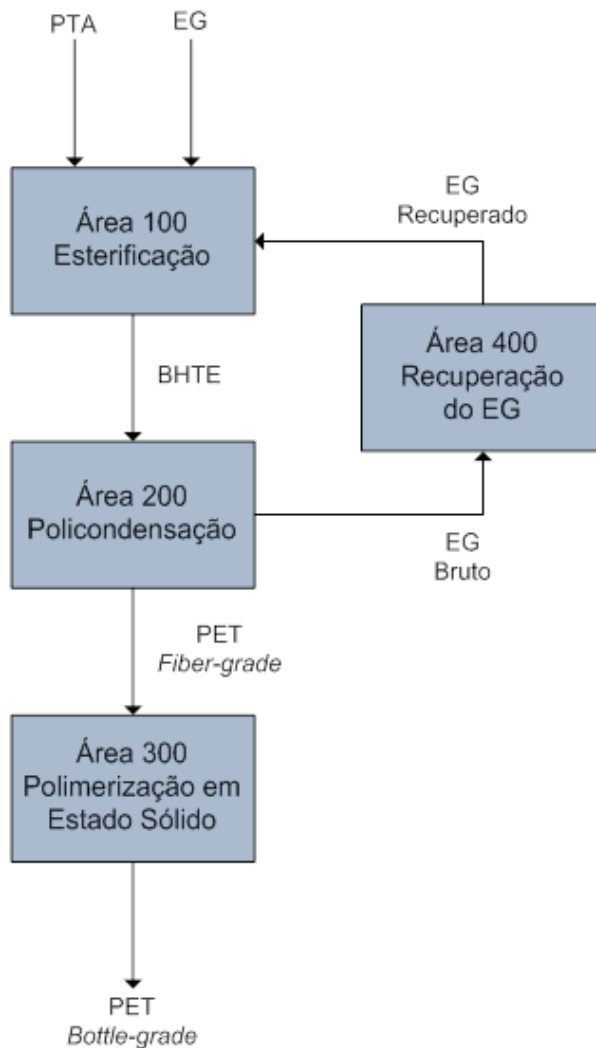 PTA
EG
Área 100
Esterificação
EG
Recuperado
Área 400
Recuperação
do EG
BHTE
Área 200
Policondensação
EG
Bruto
PET
Fiber-grade
Área 300
Polimerização em
Estado Sólido
PET
Bottle-grade